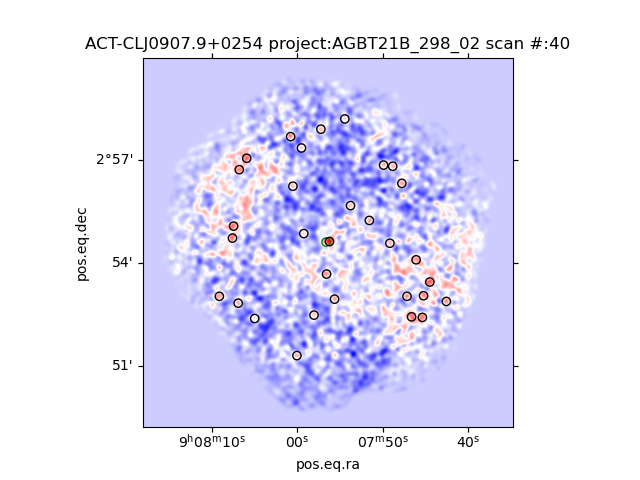 ACT-CLJ0907.9+0254 project:AGBT21B_298_02 scan #:40
2°57'
54'
51'
9ʰ08ᵐ10ˢ 00ˢ 07ᵐ50ˢ 40ˢ
pos.eq.ra
pos.eq.dec